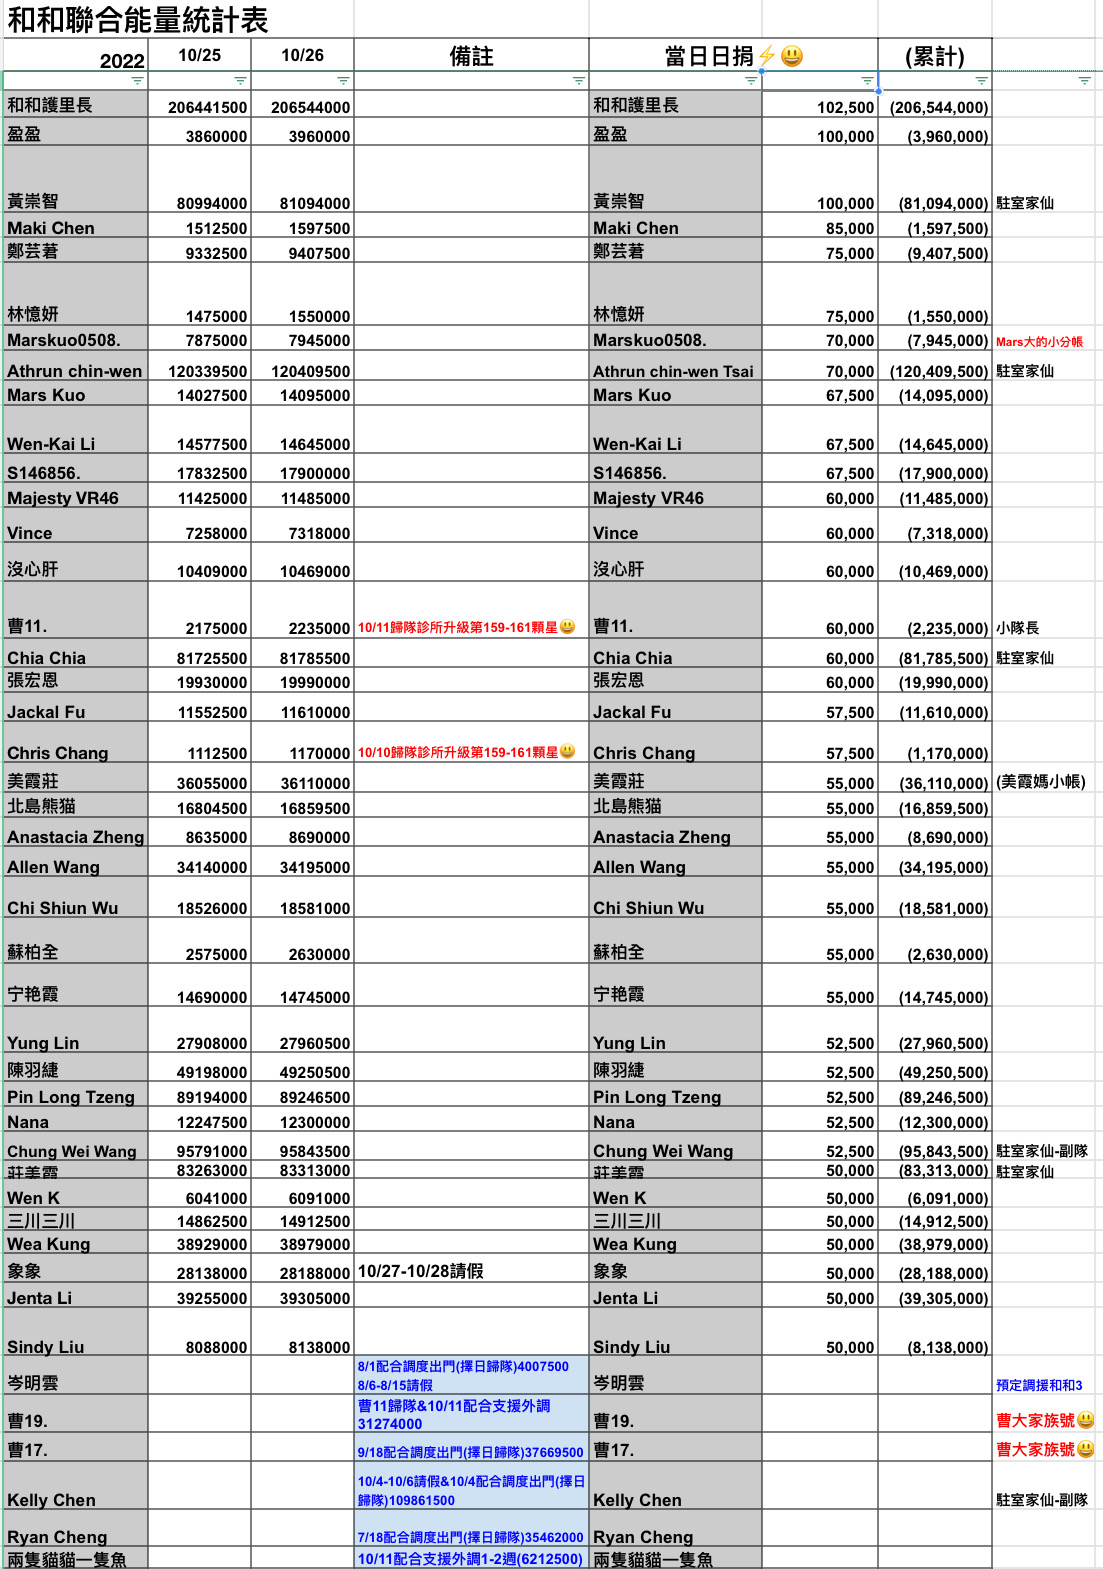 和和聯合能量統計表
2022 10/25 10/26 備註 當日日捐⚡😃 (累計)
和和護里長 206441500 206544000 和和護里長 102,500 (206,544,000)
盈盈 3860000 3960000 盈盈 100,000 (3,960,000)
黃崇智 80994000 81094000 黃崇智 100,000 (81,094,000) 駐室家仙
Maki Chen 1512500 1597500 Maki Chen 85,000 (1,597,500)
鄭芸著 9332500 9407500 鄭芸著 75,000 (9,407,500)
林憶妍 1475000 1550000 林憶妍 75,000 (1,550,000)
Marskuo0508. 7875000 7945000 Marskuo0508. 70,000 (7,945,000) Mars大的小分帳
Athrun chin-wen 120339500 120409500 Athrun chin-wen Tsai 70,000 (120,409,500) 駐室家仙
Mars Kuo 14027500 14095000 Mars Kuo 67,500 (14,095,000)
Wen-Kai Li 14577500 14645000 Wen-Kai Li 67,500 (14,645,000)
S146856. 17832500 17900000 S146856. 67,500 (17,900,000)
Majesty VR46 11425000 11485000 Majesty VR46 60,000 (11,485,000)
Vince 7258000 7318000 Vince 60,000 (7,318,000)
沒心肝 10409000 10469000 沒心肝 60,000 (10,469,000)
曹11. 2175000 2235000 10/11歸隊診所升級第159-161顆星😃 曹11. 60,000 (2,235,000) 小隊長
Chia Chia 81725500 81785500 Chia Chia 60,000 (81,785,500) 駐室家仙
張宏恩 19930000 19990000 張宏恩 60,000 (19,990,000)
Jackal Fu 11552500 11610000 Jackal Fu 57,500 (11,610,000)
Chris Chang 1112500 1170000 10/10歸隊診所升級第159-161顆星😃 Chris Chang 57,500 (1,170,000)
美霞莊 36055000 36110000 美霞莊 55,000 (36,110,000) (美霞媽小帳)
北島熊猫 16804500 16859500 北島熊猫 55,000 (16,859,500)
Anastacia Zheng 8635000 8690000 Anastacia Zheng 55,000 (8,690,000)
Allen Wang 34140000 34195000 Allen Wang 55,000 (34,195,000)
Chi Shiun Wu 18526000 18581000 Chi Shiun Wu 55,000 (18,581,000)
蘇柏全 2575000 2630000 蘇柏全 55,000 (2,630,000)
宁艳霞 14690000 14745000 宁艳霞 55,000 (14,745,000)
Yung Lin 27908000 27960500 Yung Lin 52,500 (27,960,500)
陳羽緁 49198000 49250500 陳羽緁 52,500 (49,250,500)
Pin Long Tzeng 89194000 89246500 Pin Long Tzeng 52,500 (89,246,500)
Nana 12247500 12300000 Nana 52,500 (12,300,000)
Chung Wei Wang 95791000 95843500 Chung Wei Wang 52,500 (95,843,500) 駐室家仙-副隊
莊美霞 83263000 83313000 莊美霞 50,000 (83,313,000) 駐室家仙
Wen K 6041000 6091000 Wen K 50,000 (6,091,000)
三川三川 14862500 14912500 三川三川 50,000 (14,912,500)
Wea Kung 38929000 38979000 Wea Kung 50,000 (38,979,000)
象象 28138000 28188000 10/27-10/28請假 象象 50,000 (28,188,000)
Jenta Li 39255000 39305000 Jenta Li 50,000 (39,305,000)
Sindy Liu 8088000 8138000 Sindy Liu 50,000 (8,138,000)
8/1配合調度出門(擇日歸隊)4007500
岑明雲 8/6-8/15請假 岑明雲 預定調援和和3
曹11歸隊&10/11配合支援外調
曹19. 31274000 曹19. 曹大家族號😃
曹17. 9/18配合調度出門(擇日歸隊)37669500 曹17. 曹大家族號😃
10/4-10/6請假&10/4配合調度出門(擇日
Kelly Chen 歸隊)109861500 Kelly Chen 駐室家仙-副隊
Ryan Cheng 7/18配合調度出門(擇日歸隊)35462000 Ryan Cheng
兩隻貓貓一隻魚 10/11配合支援外調1-2週(6212500) 兩隻貓貓一隻魚